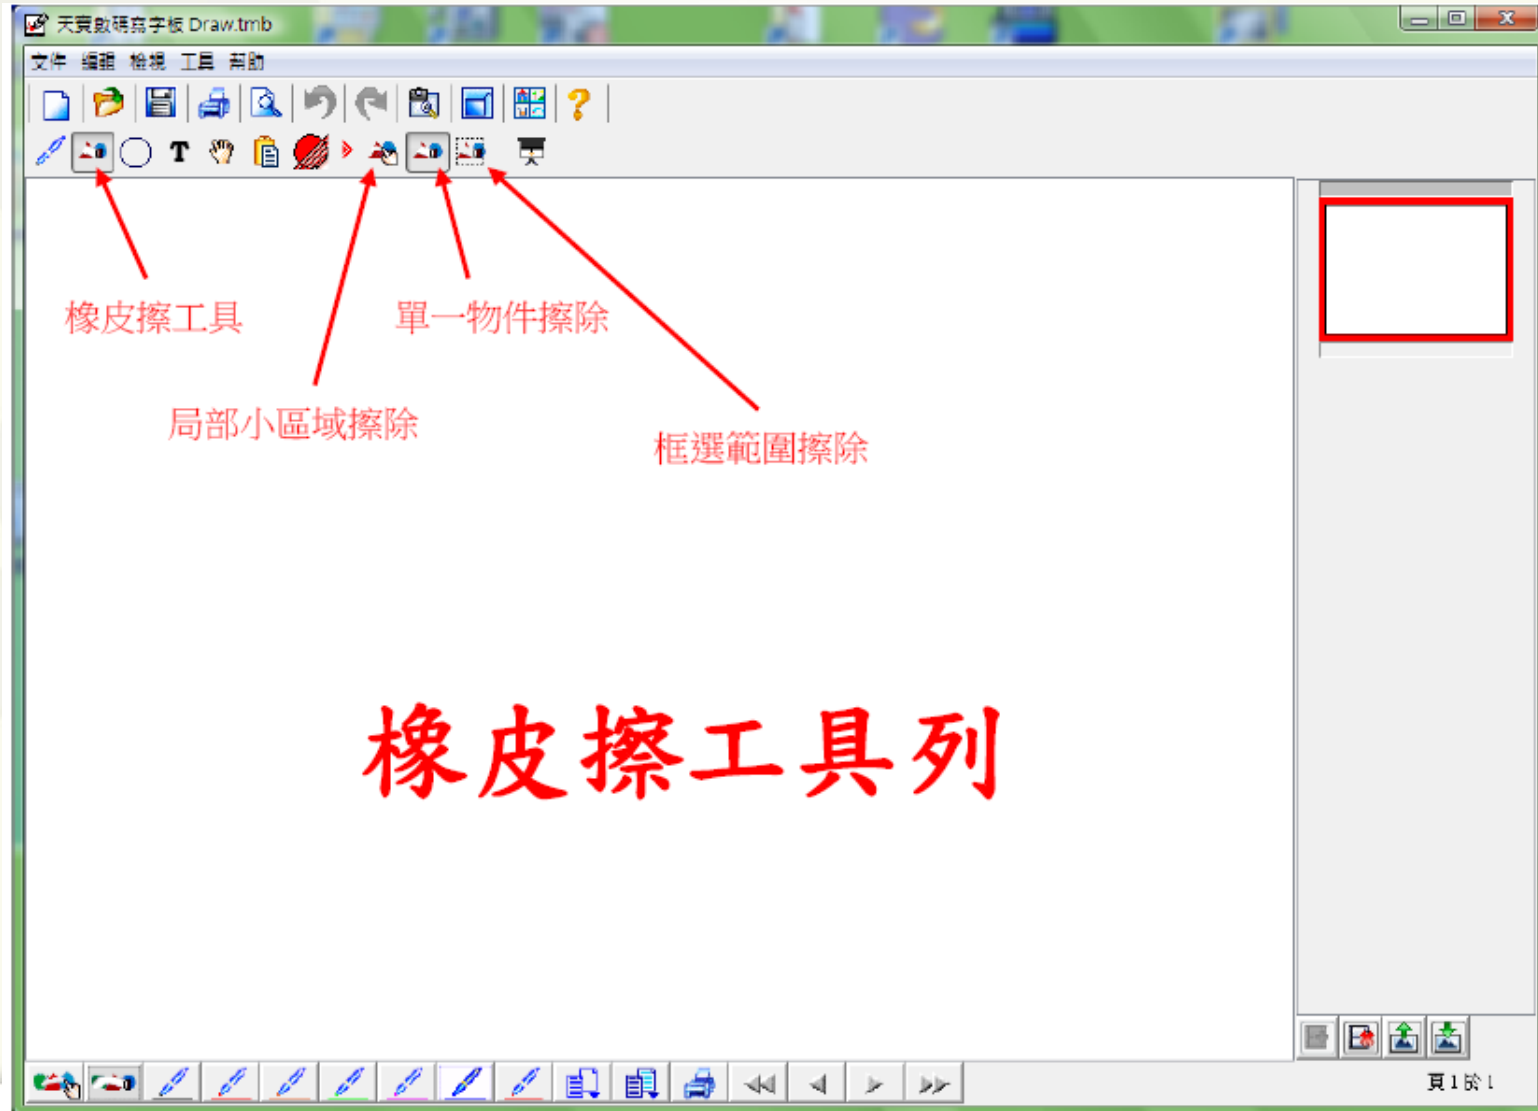 天寶數碼寫字板 Draw.tmb
文件 編輯 檢視 工具 幫助
T
橡皮擦工具
單一物件擦除
局部小區域擦除
框選範圍擦除
橡皮擦工具列
頁 1 於 1